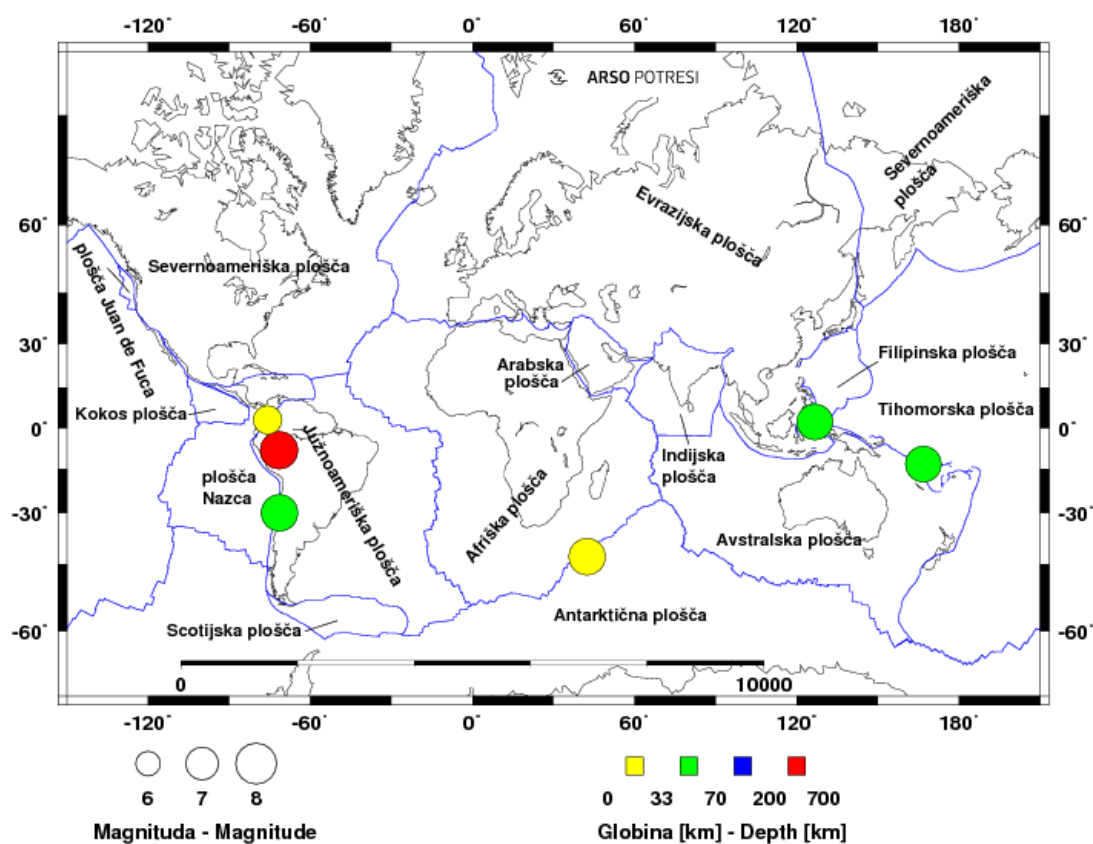 -120° -60° 0° 60° 120° 180°
ARSO POTRESI
Severnoameriška
plošča
Evrazijska plošča
60° 60°
Severnoameriška plošča
plošča Juan de Fuca
30° 30°
Arabska
plošča
Filipinska plošča
Kokos plošča
Tihomorska plošča
0° 0°
Južnoameriška plošča
Indijska
plošča
plošča
Nazca
Afriška plošča
-30° -30°
Avstralska plošča
Antarktična plošča
Scotijska plošča
-60° -60°
0 10000
-120° -60° 0° 60° 120° 180°
6 7 8
0 33 70 200 700
Magnituda - Magnitude
Globina [km] - Depth [km]